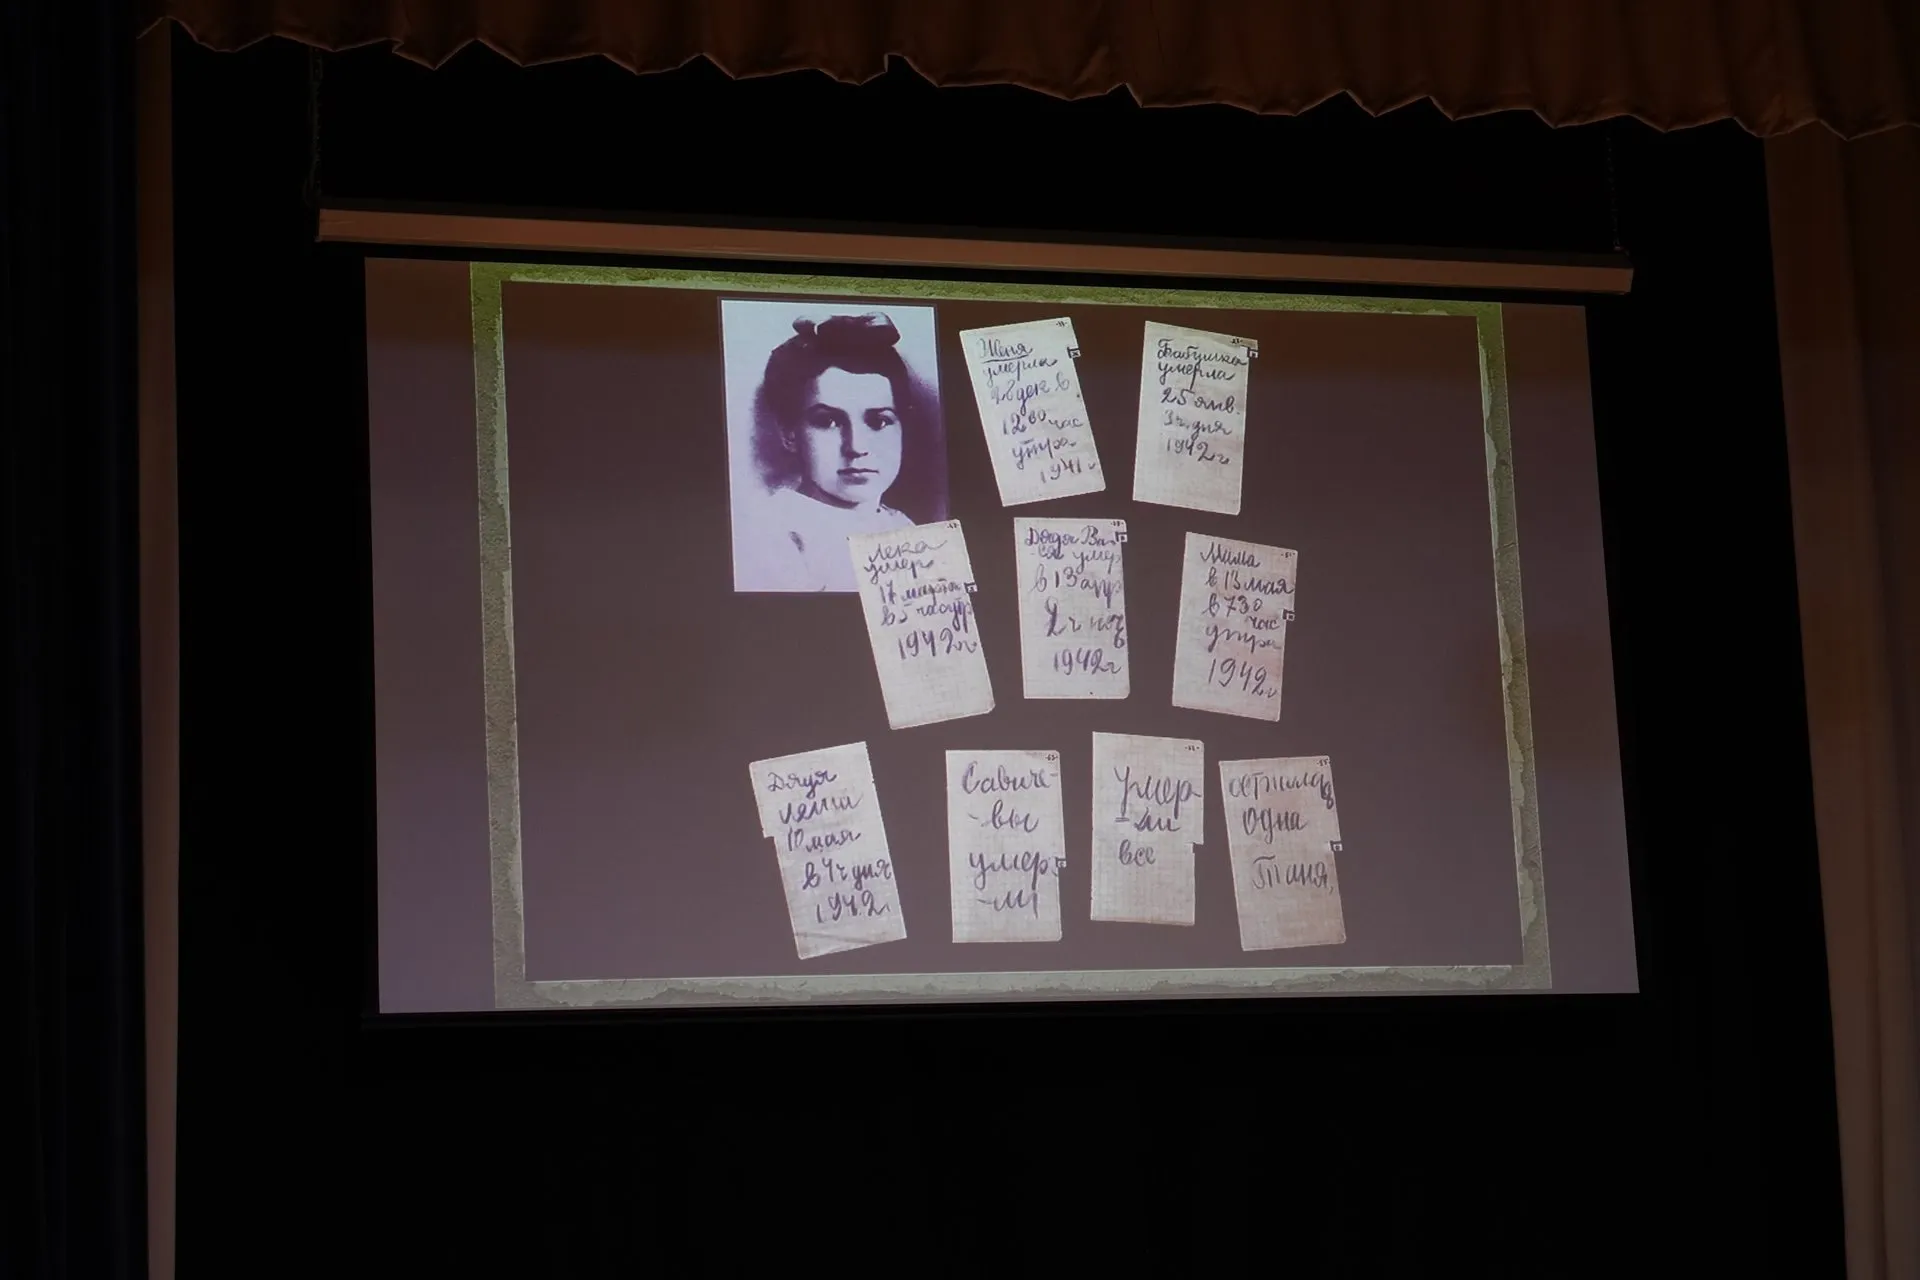 Женя
умерла
28 дек в
12 00 час
утра
1941 г
Бабушка
умерла
25 янв.
3 ч. дня
1942 г
Лека
умер
17 марта
в 5 час утр
1942 г
Дядя Ва-
-ся умер
в 13 апр
2 ч ноч
1942 г
Мама
в 13 мая
в 7 30
час
утра
1942 г
Дядя
Леша
10 мая
в 4 ч дня
1942
Савиче-
-вы
умер
-ли
умер
-ли
все
осталась
одна
Таня